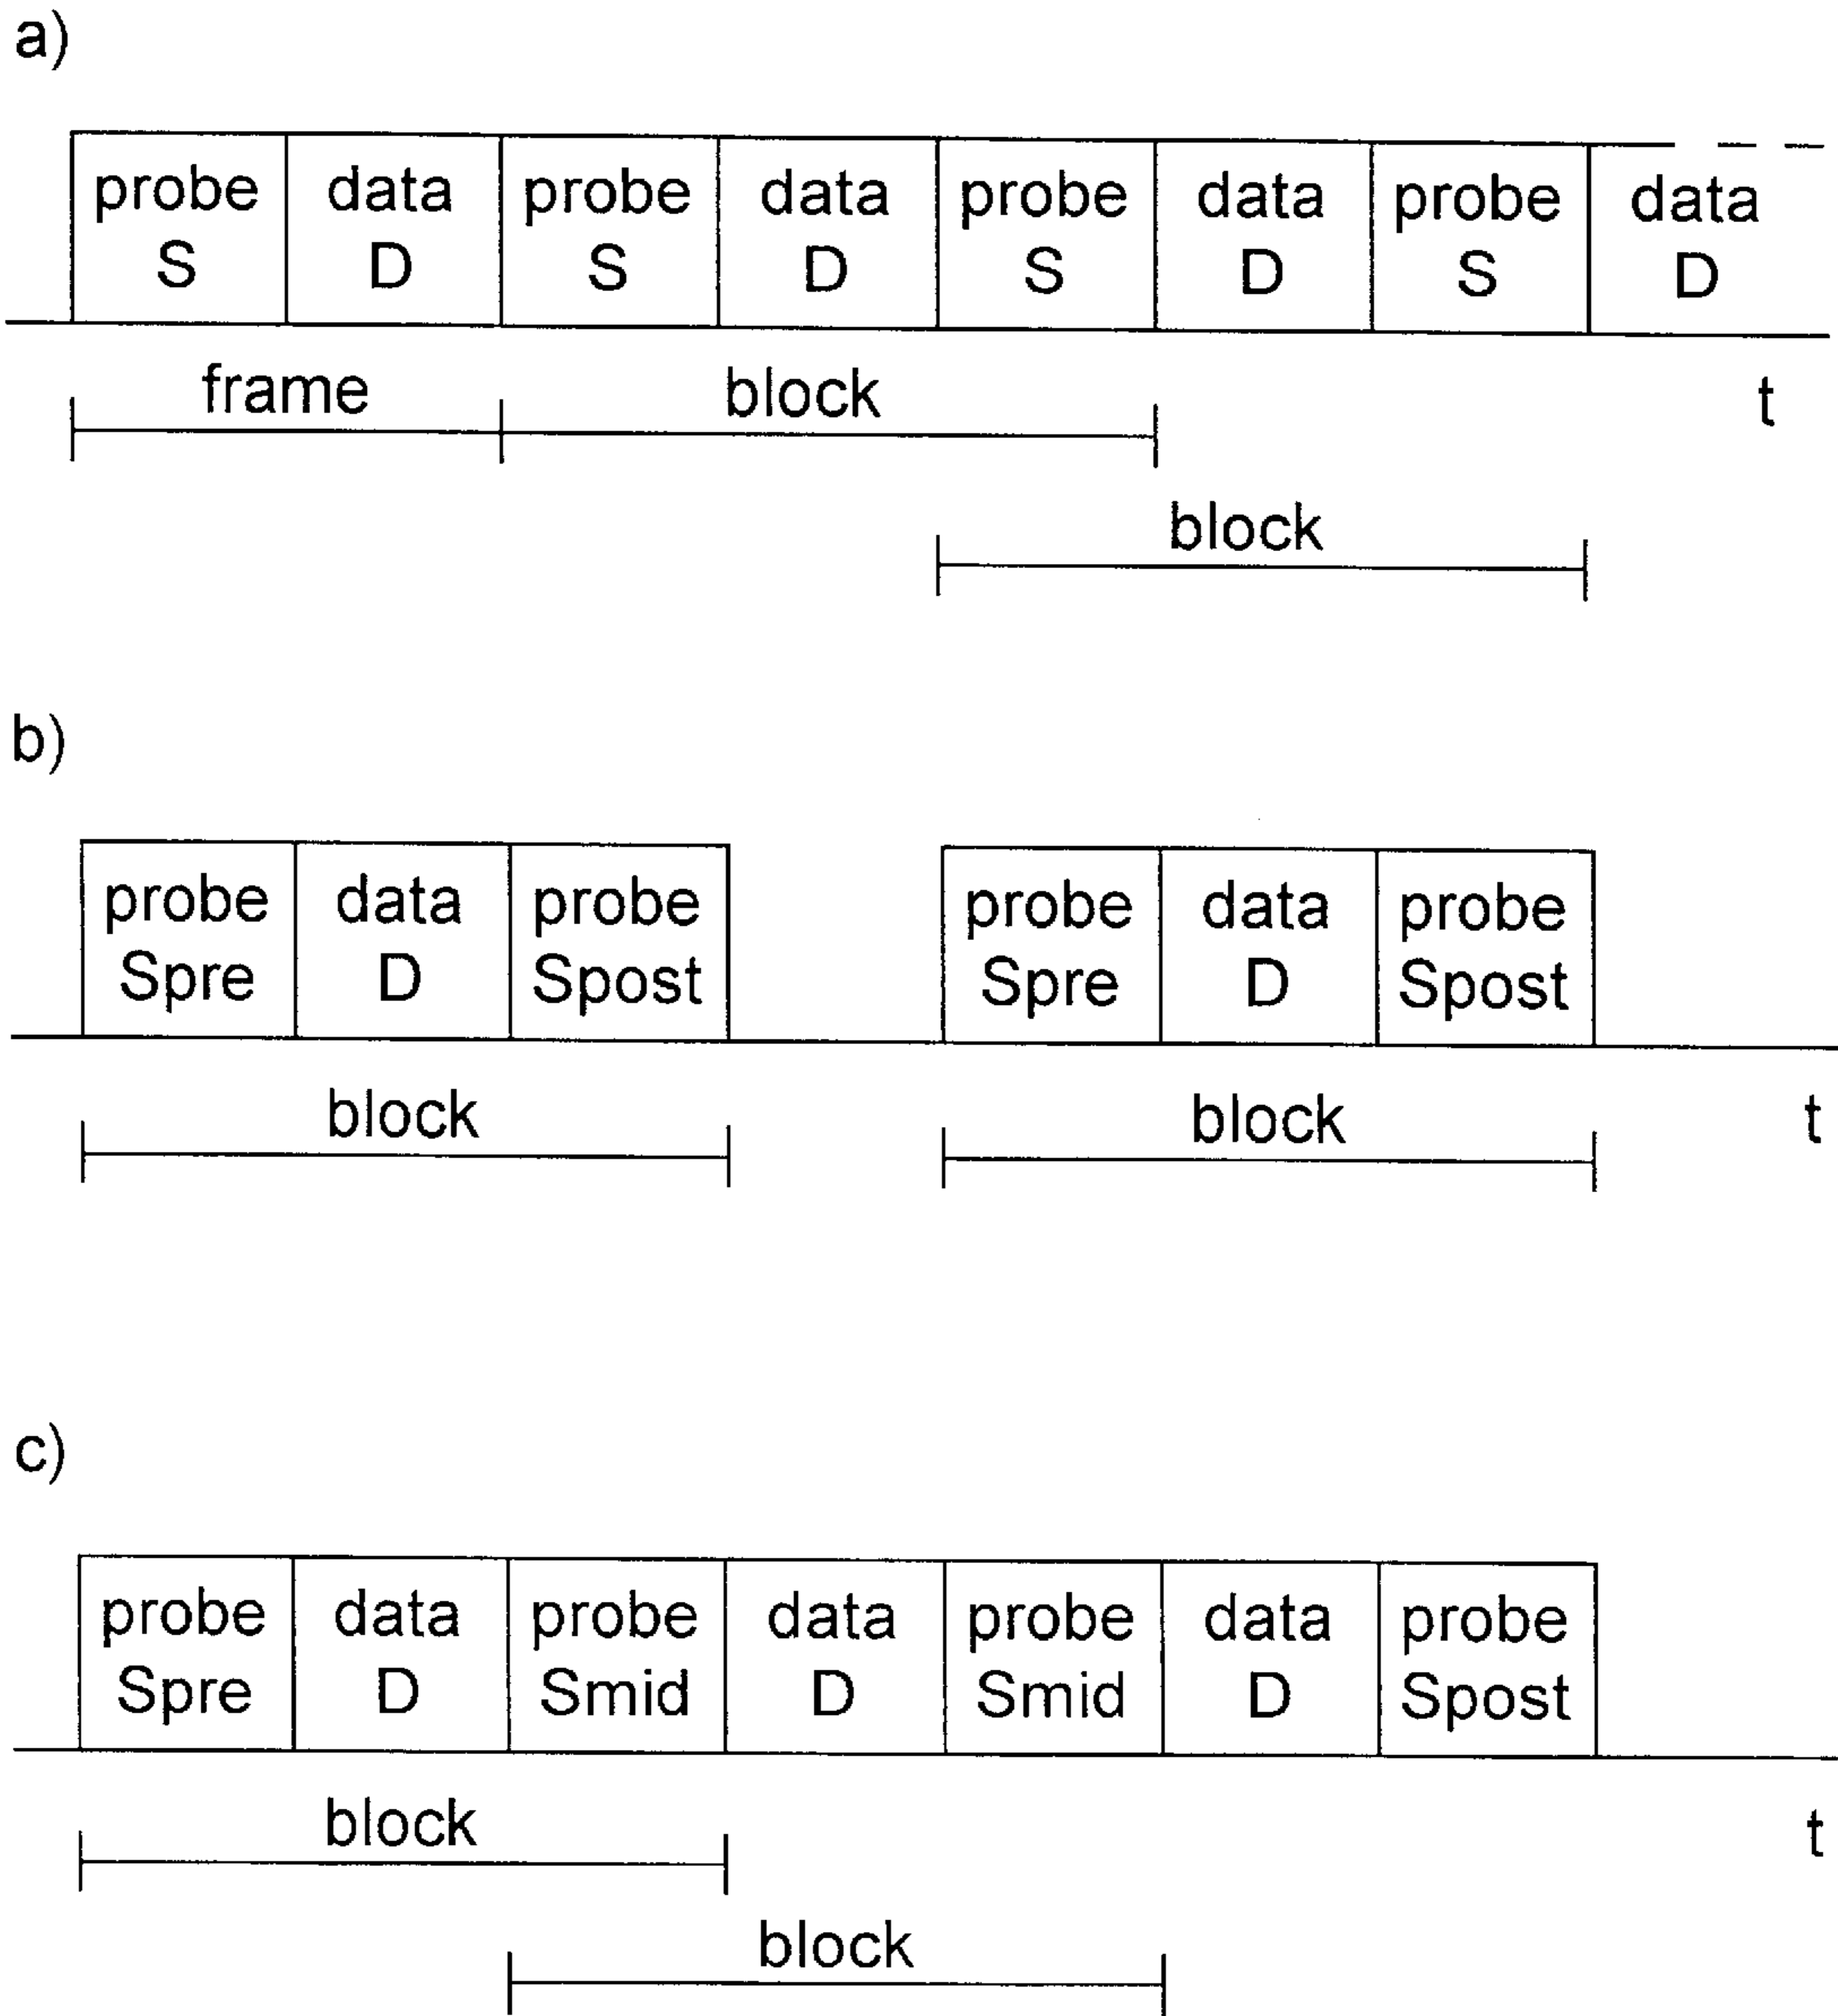 a)
probe data probe data probe data probe data
S D S D S D S D
frame block t
block
b)
probe data probe probe data probe
Spre D Spost Spre D Spost
block block t
c)
probe data probe data probe data probe
Spre D Smid D Smid D Spost
block t
block